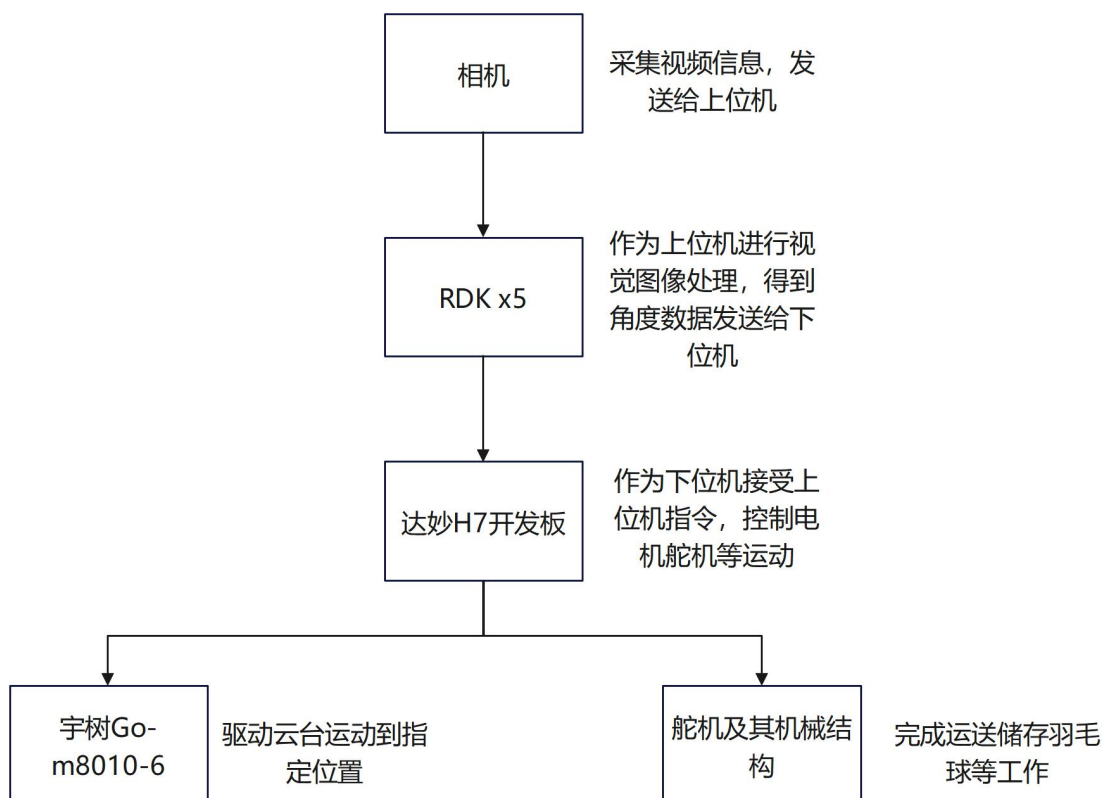 相机
采集视频信息，发
送给上位机
RDK x5
作为上位机进行视
觉图像处理，得到
角度数据发送给下
位机
达妙H7开发板
作为下位机接受上
位机指令，控制电
机舵机等运动
宇树Go-
m8010-6
驱动云台运动到指
定位置
舵机及其机械结
构
完成运送储存羽毛
球等工作